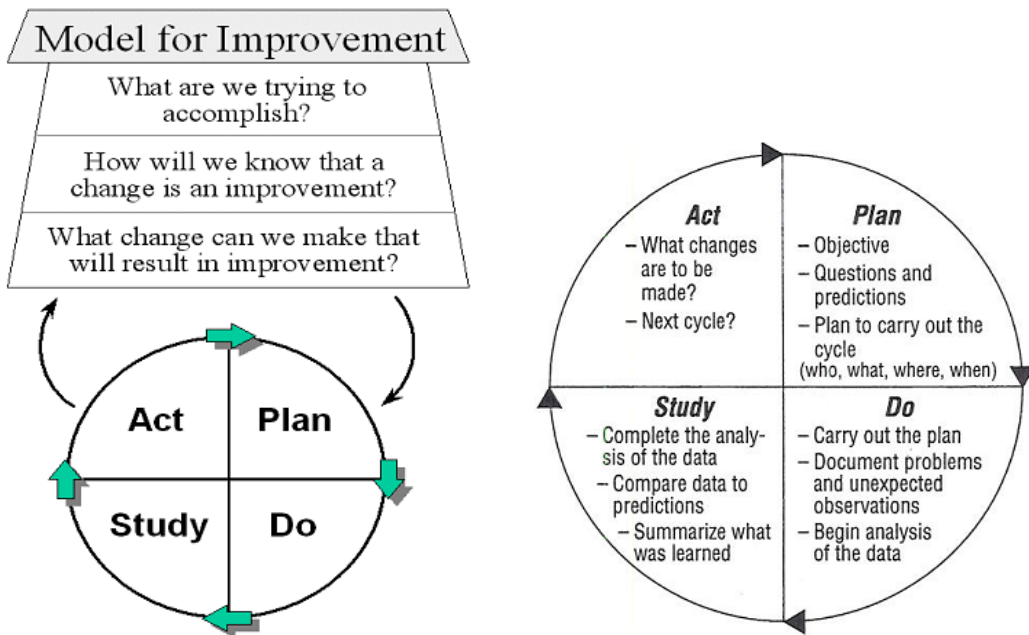 Model for Improvement
What are we trying to
accomplish?
How will we know that a
change is an improvement?
What change can we make that
will result in improvement?
Act
Plan
Study
Do
Act
– What changes
are to be
made?
– Next cycle?
Plan
– Objective
– Questions and
predictions
– Plan to carry out the
cycle
(who, what, where, when)
Study
– Complete the analy-
sis of the data
– Compare data to
predictions
– Summarize what
was learned
Do
– Carry out the plan
– Document problems
and unexpected
observations
– Begin analysis
of the data